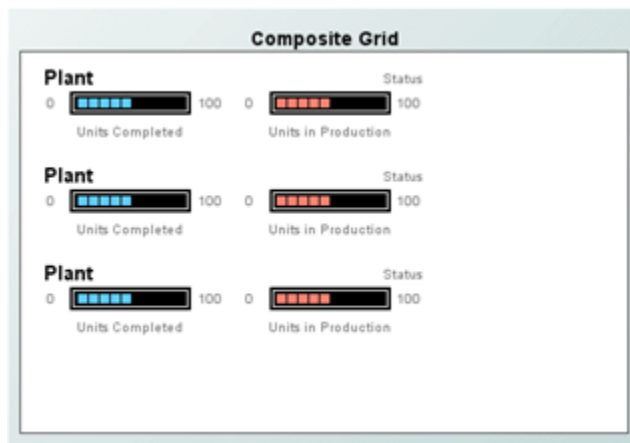 Composite Grid
Plant Status
0 100 0 100
Units Completed Units in Production
Plant Status
0 100 0 100
Units Completed Units in Production
Plant Status
0 100 0 100
Units Completed Units in Production